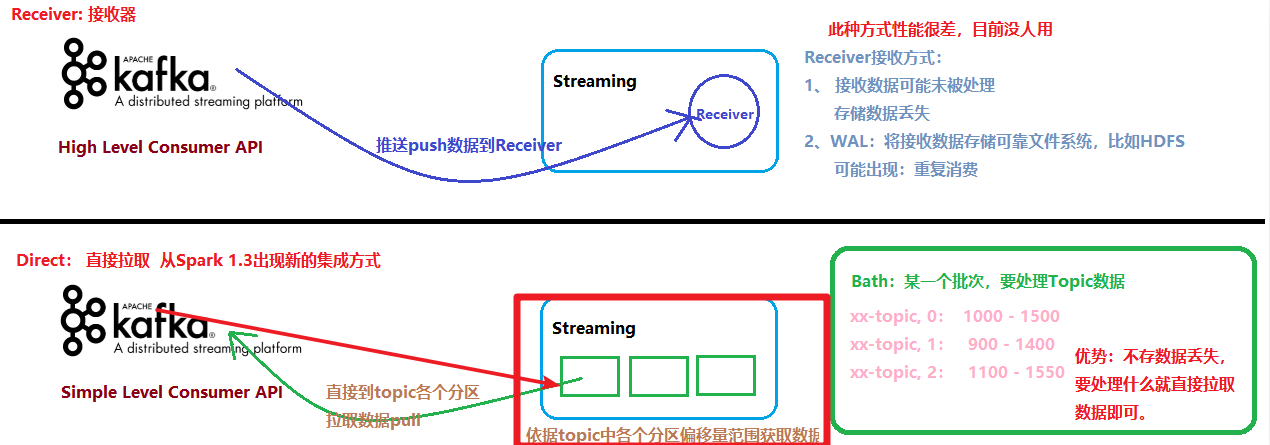 Receiver: 接收器
APACHE
kafka®
A distributed streaming platform
High Level Consumer API
推送push数据到Receiver
Streaming
Receiver
此种方式性能很差，目前没人用
Receiver接收方式：
1、 接收数据可能未被处理
存储数据丢失
2、WAL：将接收数据存储可靠文件系统，比如HDFS
可能出现：重复消费
Direct： 直接拉取 从Spark 1.3出现新的集成方式
APACHE
kafka®
A distributed streaming platform
Simple Level Consumer API
直接到topic各个分区
拉取数据pull
Streaming
依据topic中各个分区偏移量范围获取数据
Bath：某一个批次，要处理Topic数据
xx-topic, 0： 1000 - 1500
xx-topic, 1： 900 - 1400
xx-topic, 2： 1100 - 1550
优势：不存数据丢失，
要处理什么就直接拉取
数据即可。